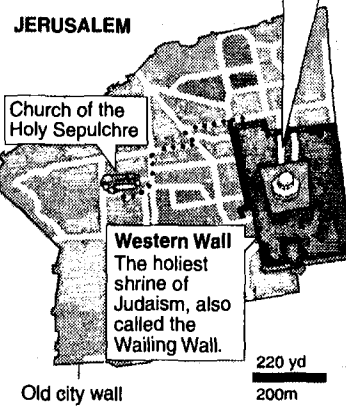 JERUSALEM
Church of the
Holy Sepulchre
Western Wall
The holiest
shrine of
Judaism, also
called the
Wailing Wall.
Old city wall
220 yd
200m